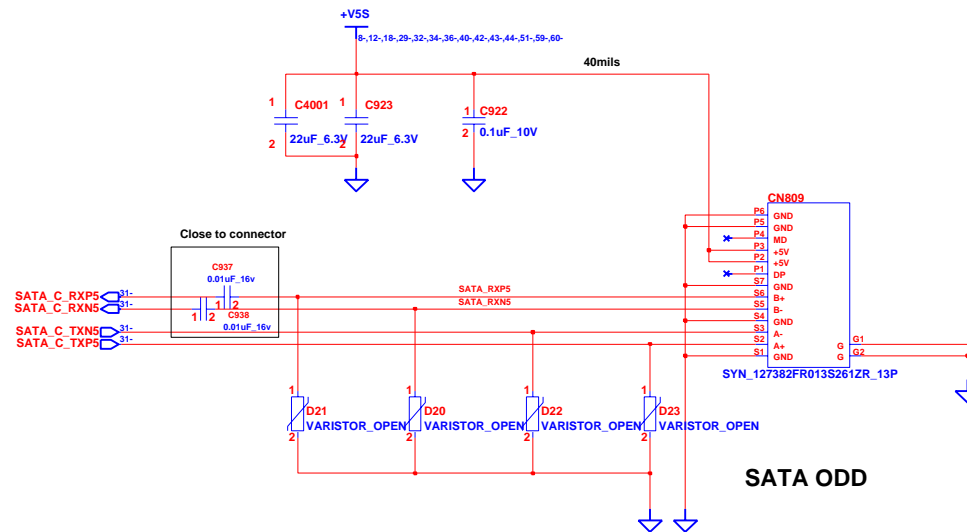 +V5S
8-,12-,18-,29-,32-,34-,36-,40-,42-,43-,44-,51-,59-,60-
40mils
1 C4001 1 C923 1 C922
2 22uF_6.3V 2 22uF_6.3V 2 0.1uF_10V
CN809
P6 GND
P5 GND
P4 MD
P3 +5V
P2 +5V
P1 DP
S7 GND
S6 B+
S5 B-
S4 GND
S3 A-
S2 A+
S1 GND
G G1
G G2
SYN_127382FR013S261ZR_13P
Close to connector
C937
0.01uF_16v
1 2
1 2 C938
0.01uF_16v
SATA_C_RXP5 31- SATA_RXP5
SATA_C_RXN5 31- SATA_RXN5
SATA_C_TXN5 31-
SATA_C_TXP5 31-
1 1 1 1
D21 D20 D22 D23
VARISTOR_OPEN VARISTOR_OPEN VARISTOR_OPEN VARISTOR_OPEN
2 2 2 2
SATA ODD